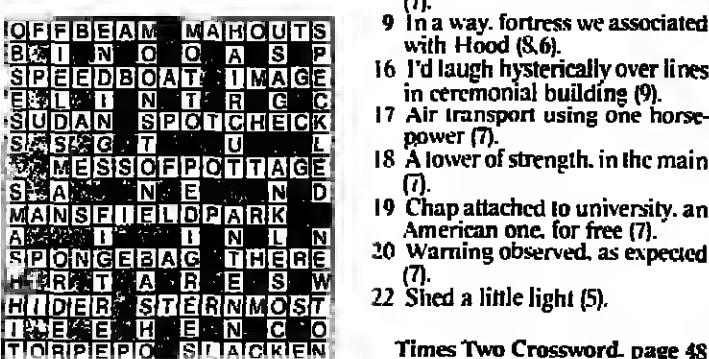 OFFBEAM MAHOUTS
B I N O O A S P
SPEEDBOAT IMAGE
E L I N T R G C
SUDAN SPOTCHECK
S S G T U L
MESSOFPOTTAGE
S A N E N D
MANSFIELDPARK
A I I N L N
SPONGEBAG THERE
H R T A R E S W
HIDER STERNMOST
I E E H E N C O
TORPEDO SLACKEN
(7).
9 In a way, fortress we associated
with Hood (8,6).
16 I'd laugh hysterically over lines
in ceremonial building (9).
17 Air transport using one horse-
power (7).
18 A lower of strength, in the main
(7).
19 Chap attached to university, an
American one, for free (7).
20 Warning observed, as expected
(7).
22 Shed a little light (5).
Times Two Crossword, page 48